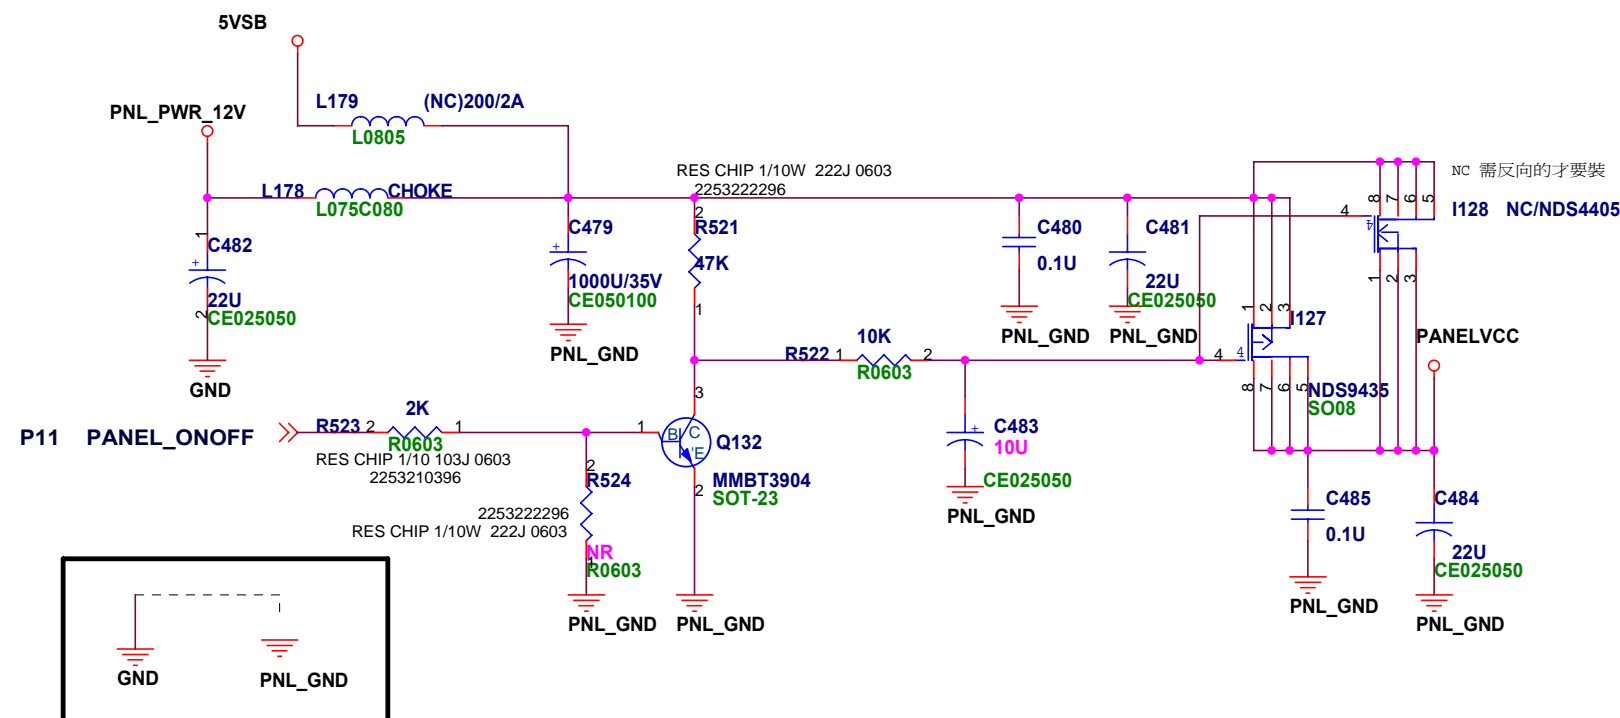 5VSB
L179
(NC)200/2A
L0805
PNL_PWR_12V
L178
CHOKE
L075C080
RES CHIP 1/10W 222J 0603
2253222296
2
R521
47K
1
1
C482
+
22U
2
CE025050
GND
C479
+
1000U/35V
CE050100
PNL_GND
C480
0.1U
PNL_GND
C481
+
22U
CE025050
PNL_GND
NC 需反向的才要裝
I128 NC/NDS4405
8
7
6
5
4
4
1
2
3
1
2
3
I127
4
4
8
7
6
5
NDS9435
SO08
PANELVCC
R522
1
10K
2
R0603
C483
+
10U
CE025050
PNL_GND
P11 PANEL_ONOFF
R523
2
2K
1
R0603
RES CHIP 1/10 103J 0603
2253210396
1
3
B
C
E
2
Q132
MMBT3904
SOT-23
2
R524
2253222296
RES CHIP 1/10W 222J 0603
NR
1
R0603
PNL_GND
PNL_GND
C485
0.1U
PNL_GND
C484
+
22U
CE025050
PNL_GND
GND
PNL_GND